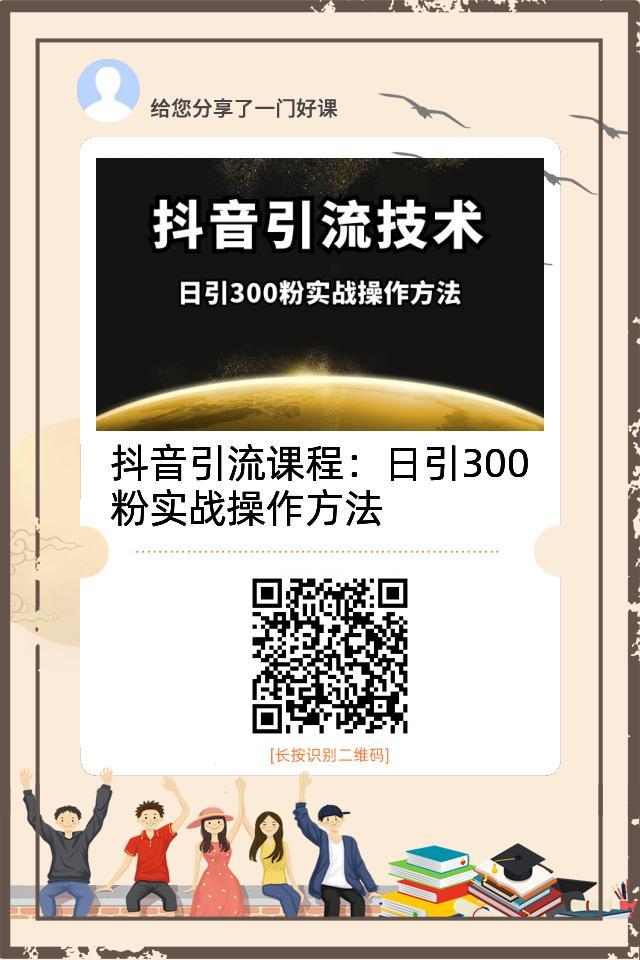 给您分享了一门好课
抖音引流技术
日引300粉实战操作方法
抖音引流课程：日引300
粉实战操作方法
[长按识别二维码]